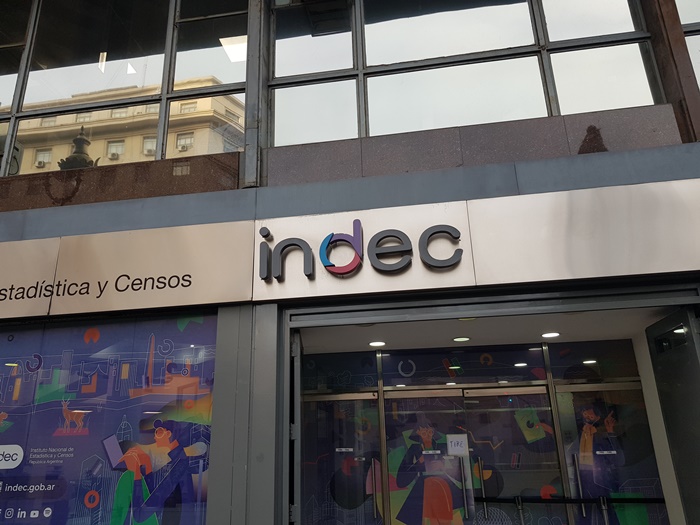 indec
stadística y Censos
dec
Instituto Nacional de
Estadística y Censos
República Argentina
indec.gob.ar